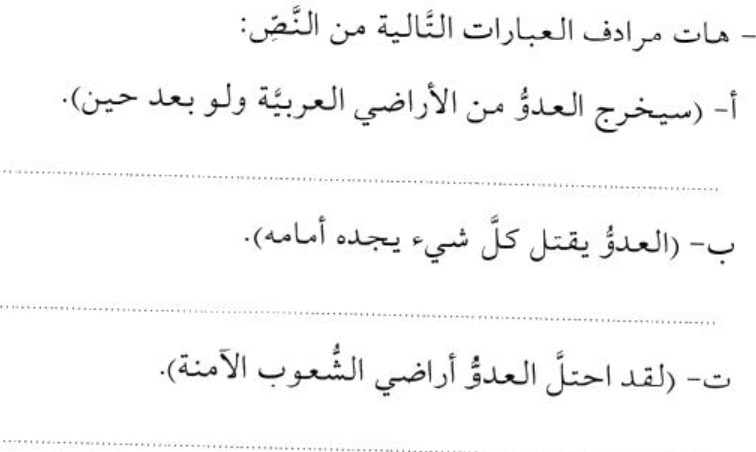 - هات مرادف العبارات التَّالية من النَّصِّ:
أ- (سيخرج العدوُّ من الأراضي العربيَّة ولو بعد حين).
ب- (العدوُّ يقتل كلَّ شيء يجده أمامه).
ت- (لقد احتلَّ العدوُّ أراضي الشُّعوب الآمنة).